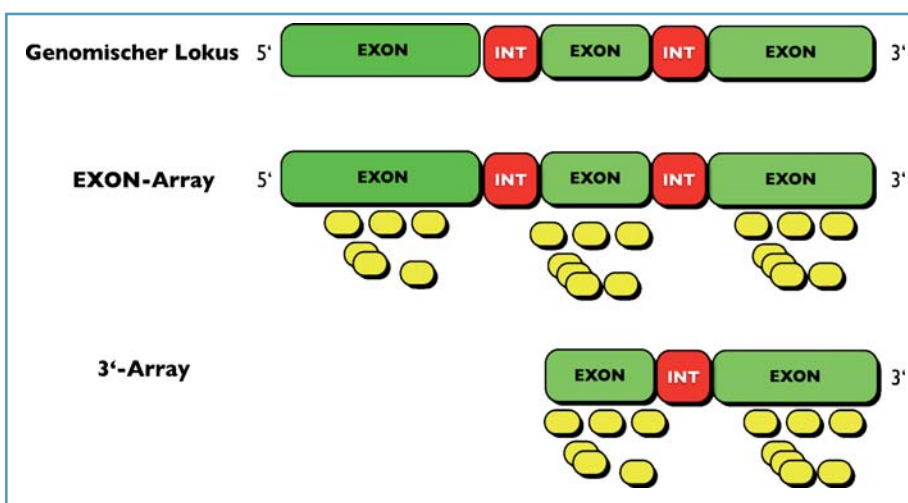 Genomischer Lokus 5‘ EXON INT EXON INT EXON 3‘
EXON-Array 5‘ EXON INT EXON INT EXON 3‘
3‘-Array EXON INT EXON 3‘